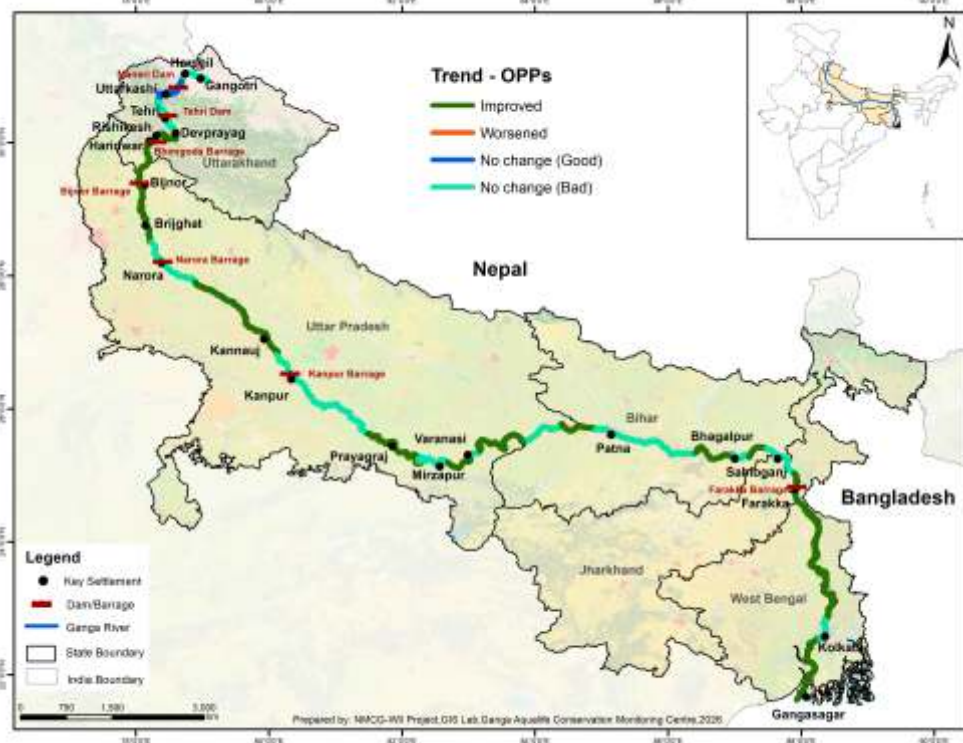 N
Trend - OPPs
Improved
Worsened
No change (Good)
No change (Bad)
Harshil
Maneri Dam
Gangotri
Uttarkashi
Tehri
Tehri Dam
Rishikesh
Devprayag
Haridwar
Uttarakhand
Bijnor Barrage
Bijnor
Brijghat
Narora Barrage
Narora
Nepal
Uttar Pradesh
Kannauj
Kanpur Barrage
Kanpur
Bihar
Varanasi
Bhagalpur
Patna
Prayagraj
Mirzapur
Sahibganj
Farakka Barrage
Farakka
Bangladesh
Jharkhand
West Bengal
Kolkata
Gangasagar
Legend
Key Settlement
Dam/Barrage
Ganga River
State Boundary
India Boundary
Prepared by: NMCG-WII Project,GIS Lab,Ganga Aqualife Conservation Monitoring Centre,2026